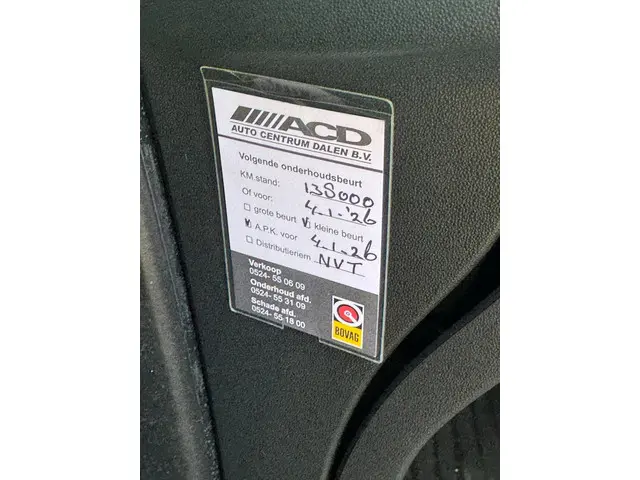 ACD
AUTO CENTRUM DALEN B.V.
Volgende onderhoudsbeurt
KM.stand: 138000
Of voor: 4-1-'26
grote beurt kleine beurt
A.P.K. voor 4-1-26
Distributieriem NVT
Verkoop
0524- 55 06 09
Onderhoud afd.
0524- 55 31 09
Schade afd.
0524- 55 18 00
BOVAG